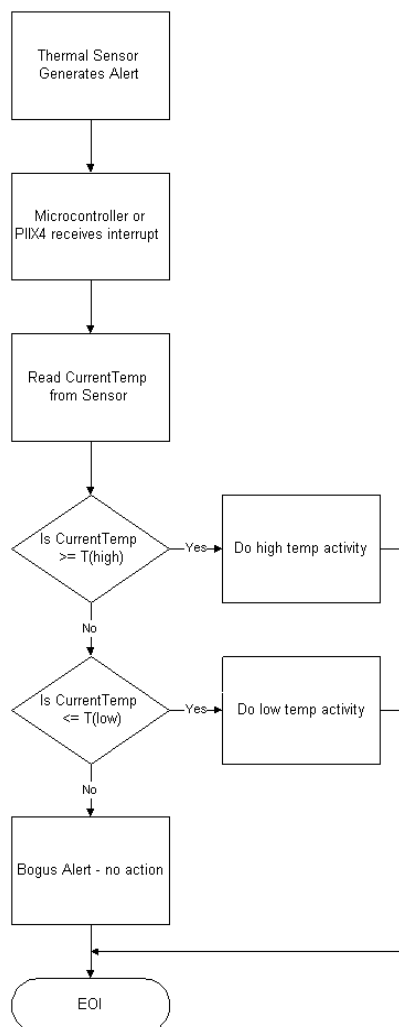 Thermal Sensor
Generates Alert
Microcontroller or
PIIX4 receives interrupt
Read CurrentTemp
from Sensor
Is CurrentTemp
>= T(high)
Yes
Do high temp activity
No
Is CurrentTemp
<= T(low)
Yes
Do low temp activity
No
Bogus Alert - no action
EOI